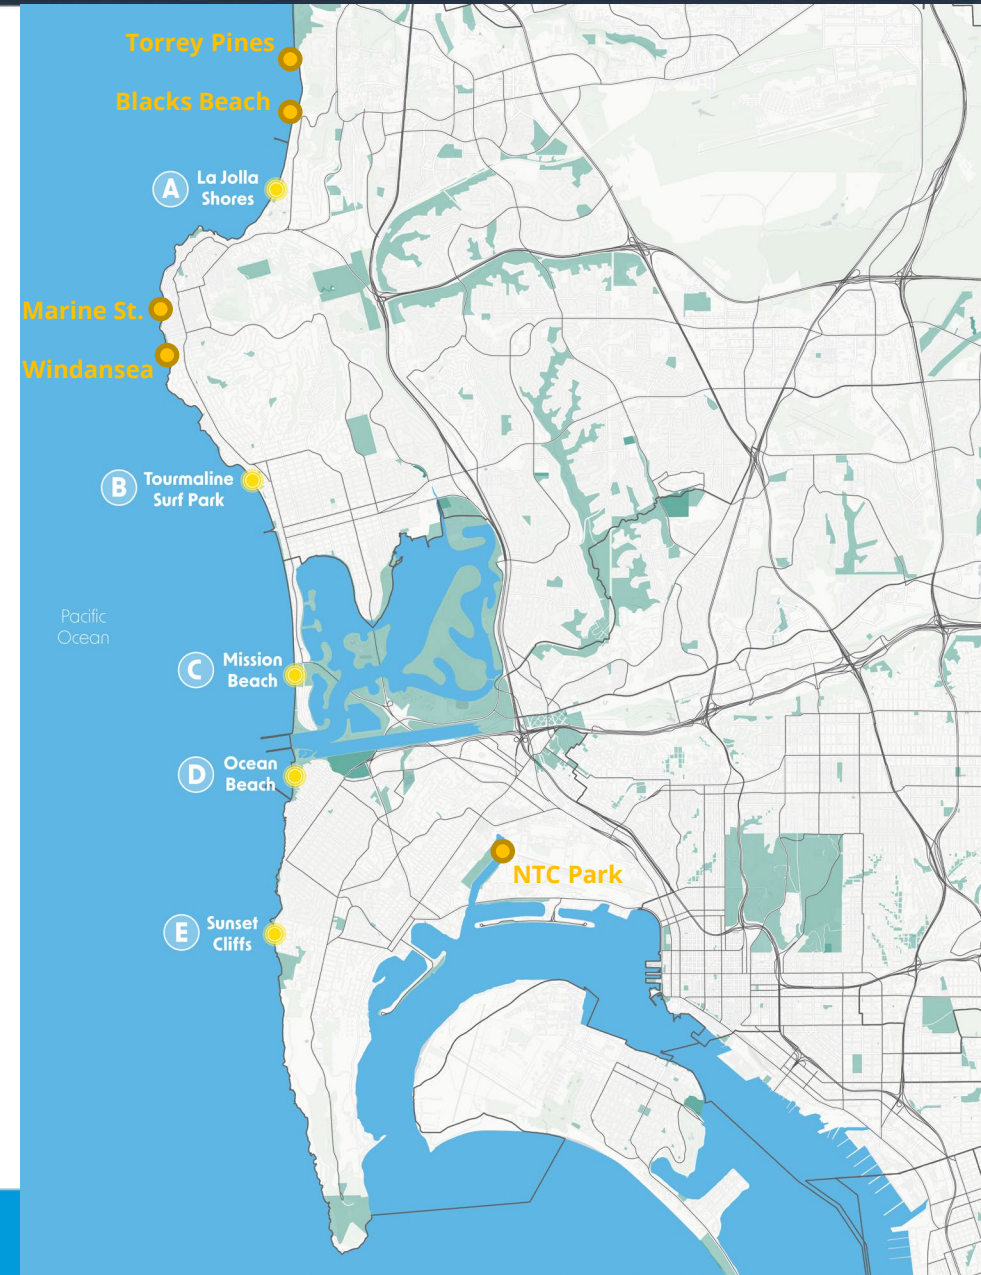 Torrey Pines
Blacks Beach
A
La Jolla
Shores
Marine St.
Windansea
B
Tourmaline
Surf Park
Pacific
Ocean
C
Mission
Beach
D
Ocean
Beach
NTC Park
E
Sunset
Cliffs